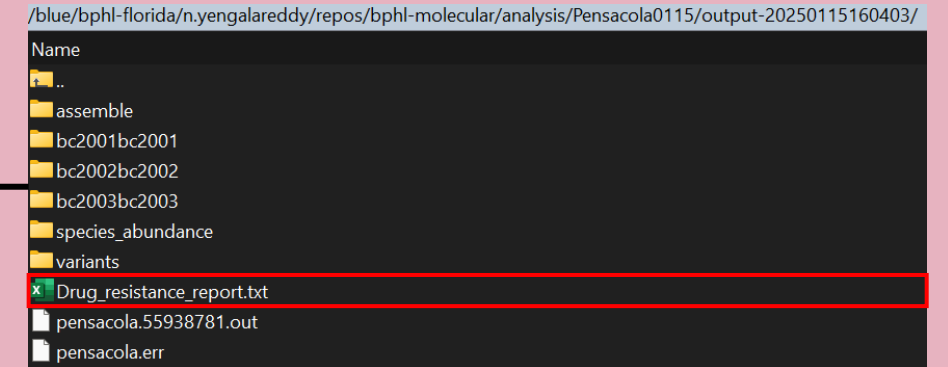 /blue/bphl-florida/n.yengalareddy/repos/bphl-molecular/analysis/Pensacola0115/output-20250115160403/
Name
..
assemble
bc2001bc2001
bc2002bc2002
bc2003bc2003
species_abundance
variants
Drug_resistance_report.txt
pensacola.55938781.out
pensacola.err